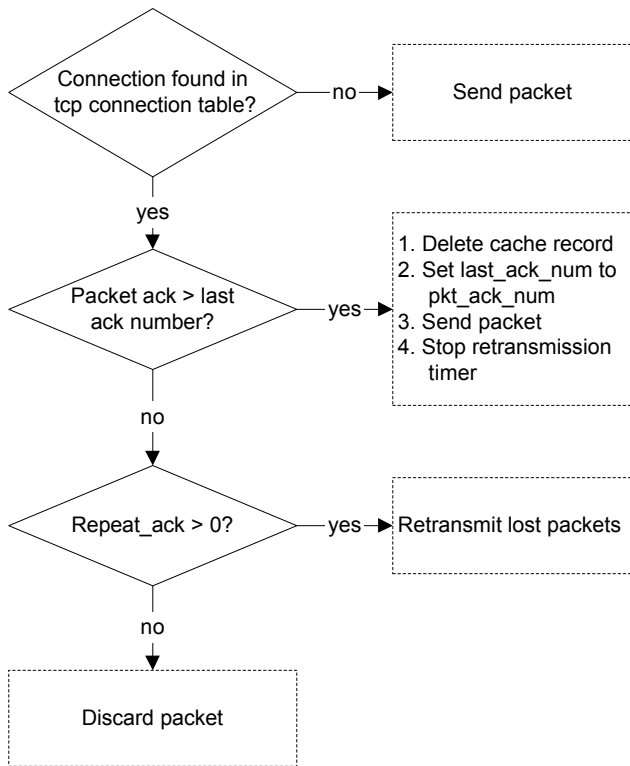 Connection found in
tcp connection table?
no
Send packet
yes
Packet ack > last
ack number?
yes
1. Delete cache record
2. Set last_ack_num to
pkt_ack_num
3. Send packet
4. Stop retransmission
timer
no
Repeat_ack > 0?
yes
Retransmit lost packets
no
Discard packet